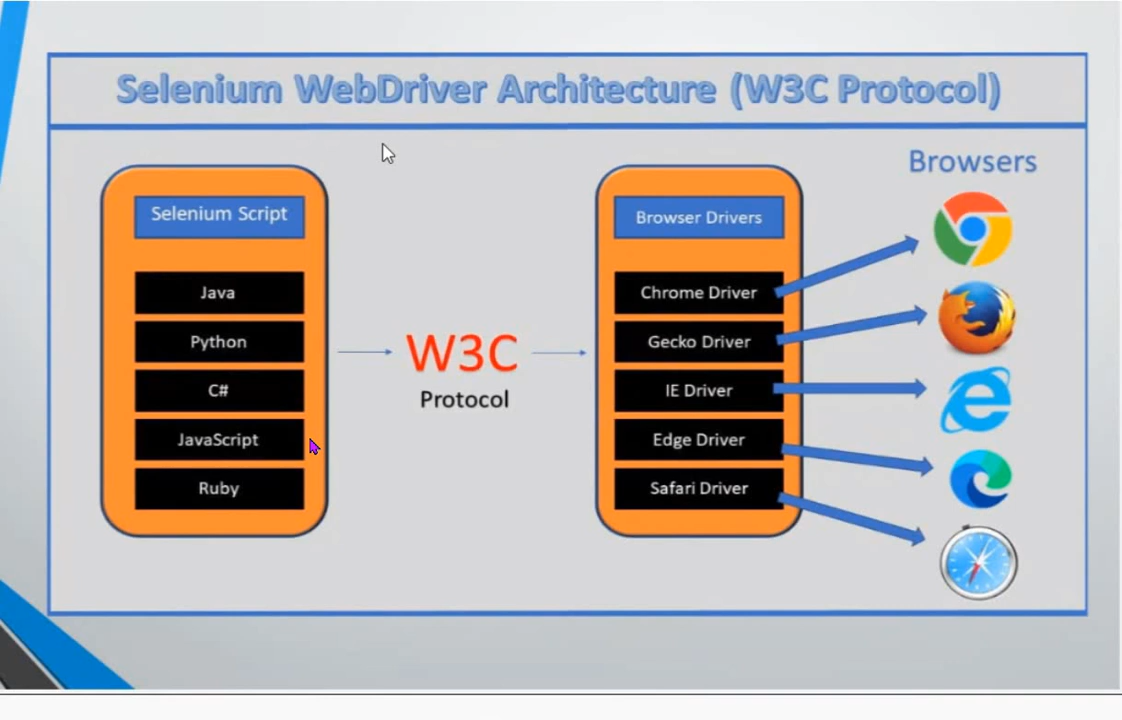 Selenium WebDriver Architecture (W3C Protocol)
Browsers
Selenium Script
Java
Python
C#
JavaScript
Ruby
W3C
Protocol
Browser Drivers
Chrome Driver
Gecko Driver
IE Driver
Edge Driver
Safari Driver